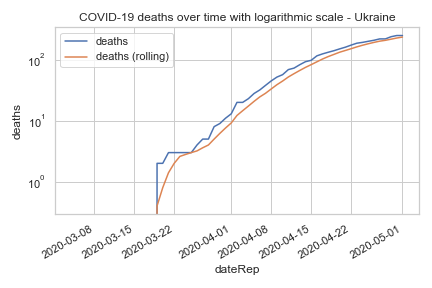 COVID-19 deaths over time with logarithmic scale - Ukraine
deaths
deaths (rolling)
10²
10¹
10⁰
deaths
2020-03-08
2020-03-15
2020-03-22
2020-04-01
2020-04-08
2020-04-15
2020-04-22
2020-05-01
dateRep